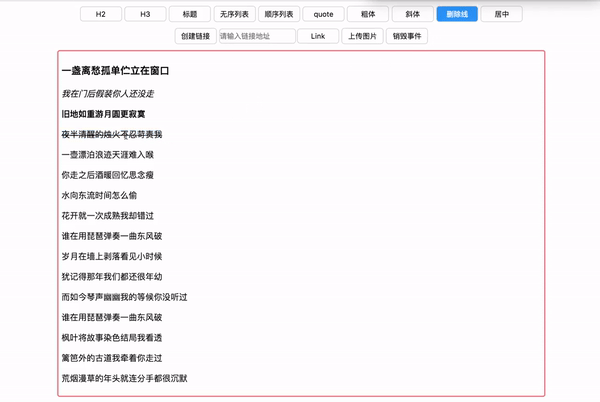 H2 H3 标题 无序列表 顺序列表 quote 粗体 斜体 删除线 居中
创建链接 请输入链接地址 Link 上传图片 销毁事件
一盏离愁孤单伫立在窗口
我在门后假装你人还没走
旧地如重游月圆更寂寞
夜半清醒的烛火不忍苛责我
一壶漂泊浪迹天涯难入喉
你走之后酒暖回忆思念瘦
水向东流时间怎么偷
花开就一次成熟我却错过
谁在用琵琶弹奏一曲东风破
岁月在墙上剥落看见小时候
犹记得那年我们都还很年幼
而如今琴声幽幽我的等候你没听过
谁在用琵琶弹奏一曲东风破
枫叶将故事染色结局我看透
篱笆外的古道我牵着你走过
荒烟漫草的年头就连分手都很沉默